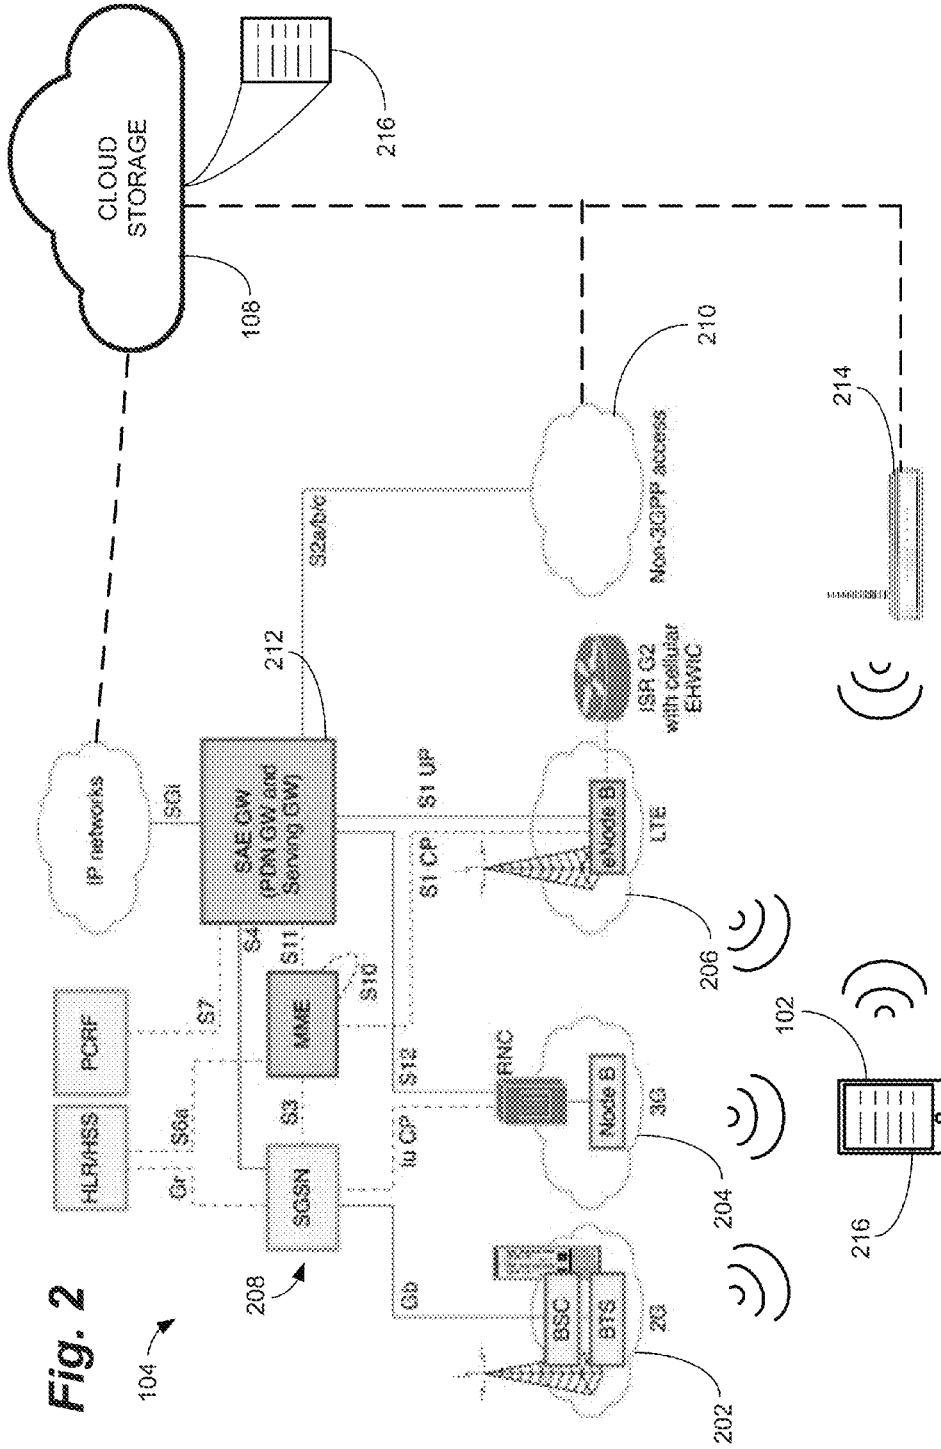 Fig. 2
104
HLR/HSS
PCRF
IP networks
CLOUD
STORAGE
108
216
Gr
S6a
S7
SGi
SAE GW
(PDN GW and
Serving GW)
212
S4
S11
S3
S10
MME
SGSN
208
S2a/b/c
Gb
Iu CP
S12
S1 CP
S1 UP
RNC
BSC
BTS
2G
202
Node B
3G
204
eNode B
LTE
206
ISR G2
with cellular
EHWIC
Non-3GPP access
210
214
102
216